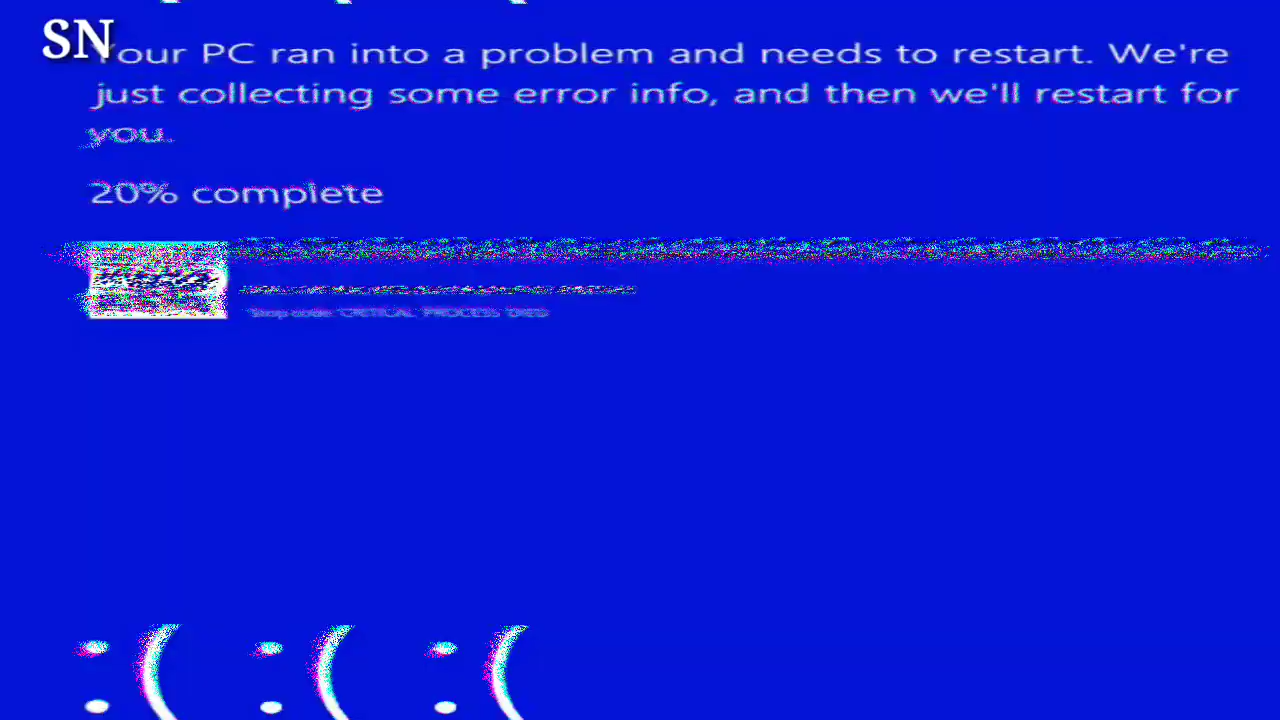 SN
Your PC ran into a problem and needs to restart. We're
just collecting some error info, and then we'll restart for
you.
20% complete
Stop code: CRITICAL PROCESS DIED
:( :( :(